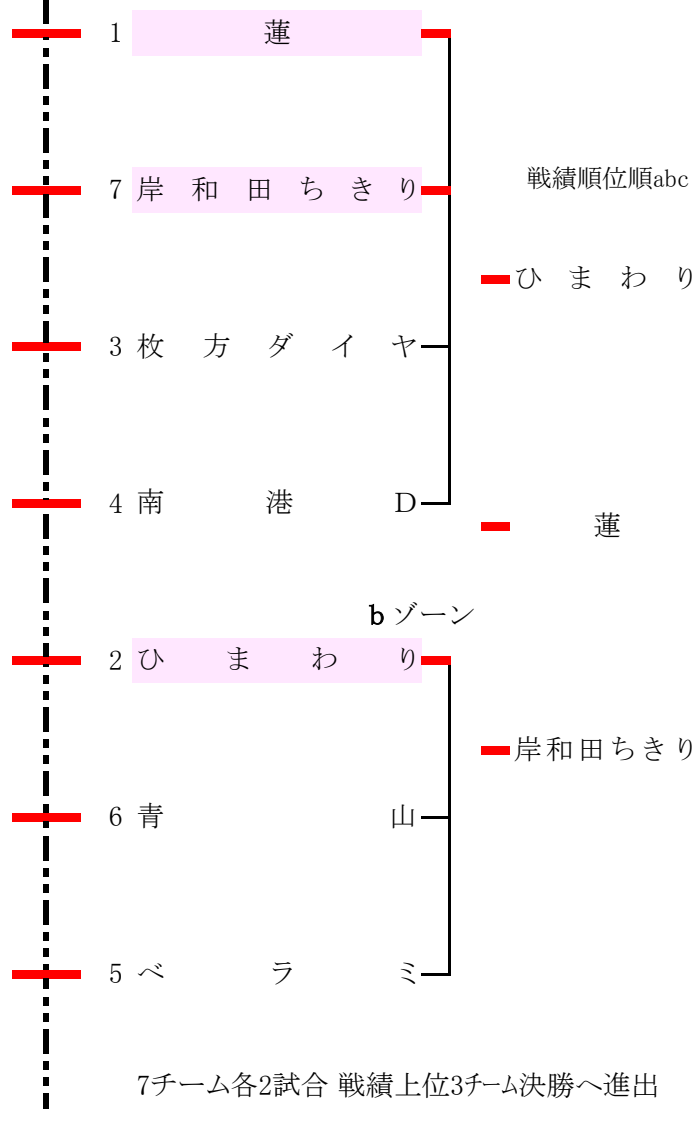 1 蓮
戦績順位順abc
7 岸和田ちきり
ひまわり
3 枚方ダイヤ
4 南港D
蓮
bゾーン
2 ひまわり
岸和田ちきり
6 青山
5 ベラミ
7チーム各2試合 戦績上位3チーム決勝へ進出